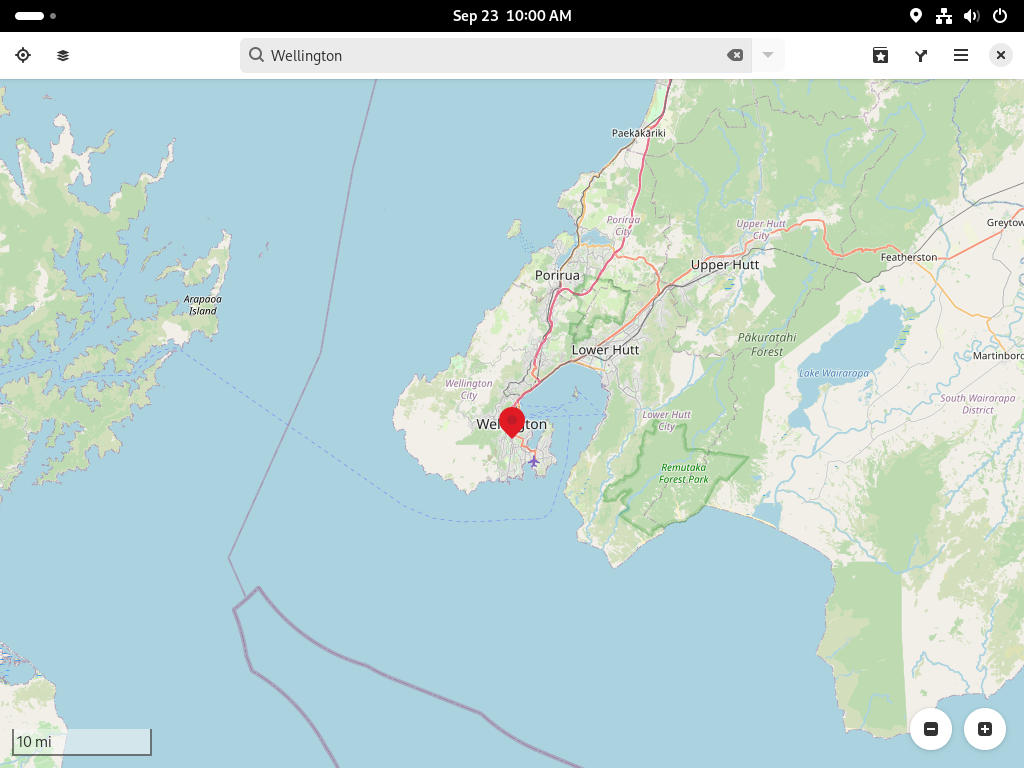 Sep 23  10:00 AM
Wellington
Paekākāriki
Porirua
City
Upper Hutt
City
Greytow
Featherston
Upper Hutt
Porirua
Arapaoa
Island
Pākuratahi
Forest
Lower Hutt
Martinboro
Lake Wairarapa
Wellington
City
South Wairarapa
District
Lower Hutt
City
Wellington
Remutaka
Forest Park
10 mi